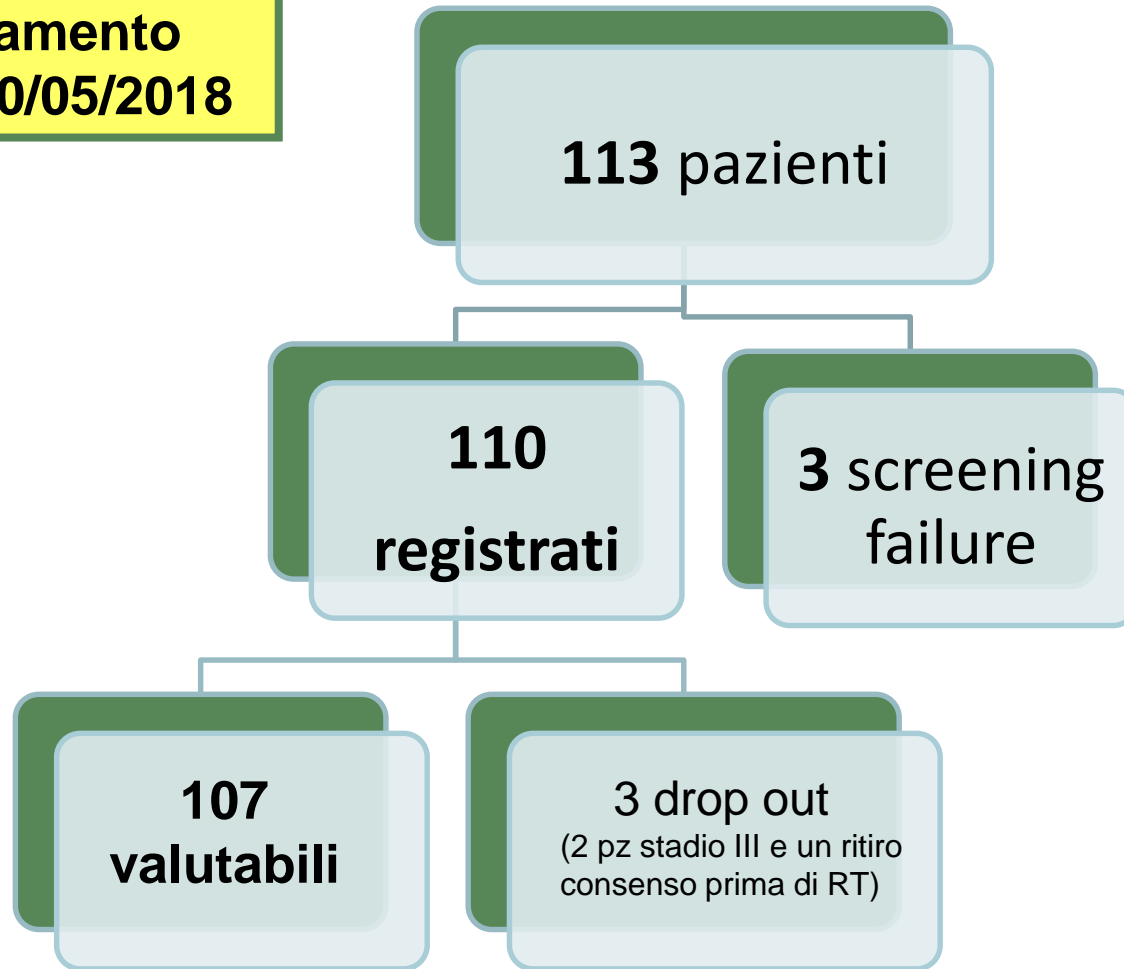 amento
0/05/2018
113 pazienti
110
registrati
3 screening
failure
107
valutabili
3 drop out
(2 pz stadio III e un ritiro
consenso prima di RT)